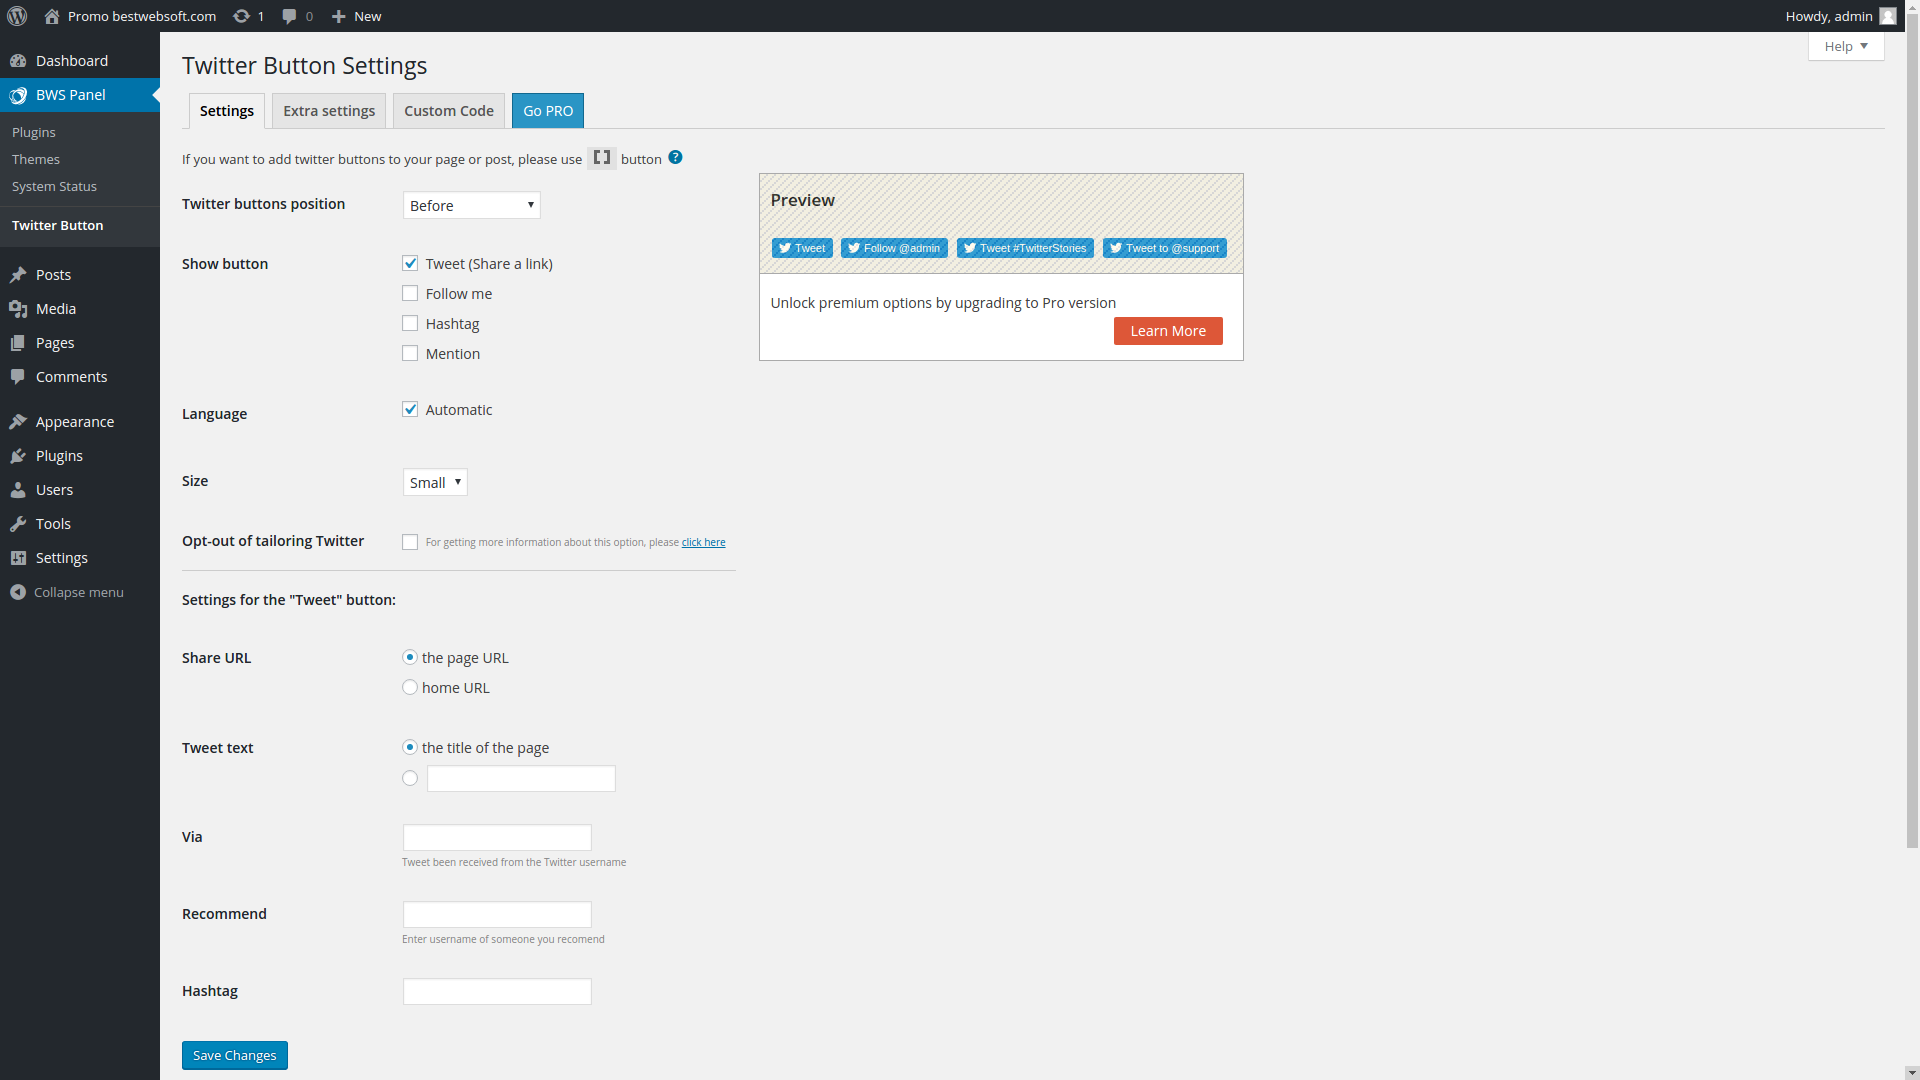 Promo bestwebsoft.com 1 0 New Howdy, admin
Help
Dashboard
BWS Panel
Plugins
Themes
System Status
Twitter Button
Posts
Media
Pages
Comments
Appearance
Plugins
Users
Tools
Settings
Collapse menu
Twitter Button Settings
Settings Extra settings Custom Code Go PRO
If you want to add twitter buttons to your page or post, please use [] button ?
Twitter buttons position Before
Show button Tweet (Share a link)
Follow me
Hashtag
Mention
Language Automatic
Size Small
Opt-out of tailoring Twitter For getting more information about this option, please click here
Settings for the "Tweet" button:
Share URL the page URL
home URL
Tweet text the title of the page
Via
Tweet been received from the Twitter username
Recommend
Enter username of someone you recomend
Hashtag
Save Changes
Preview
Tweet Follow @admin Tweet #TwitterStories Tweet to @support
Unlock premium options by upgrading to Pro version
Learn More